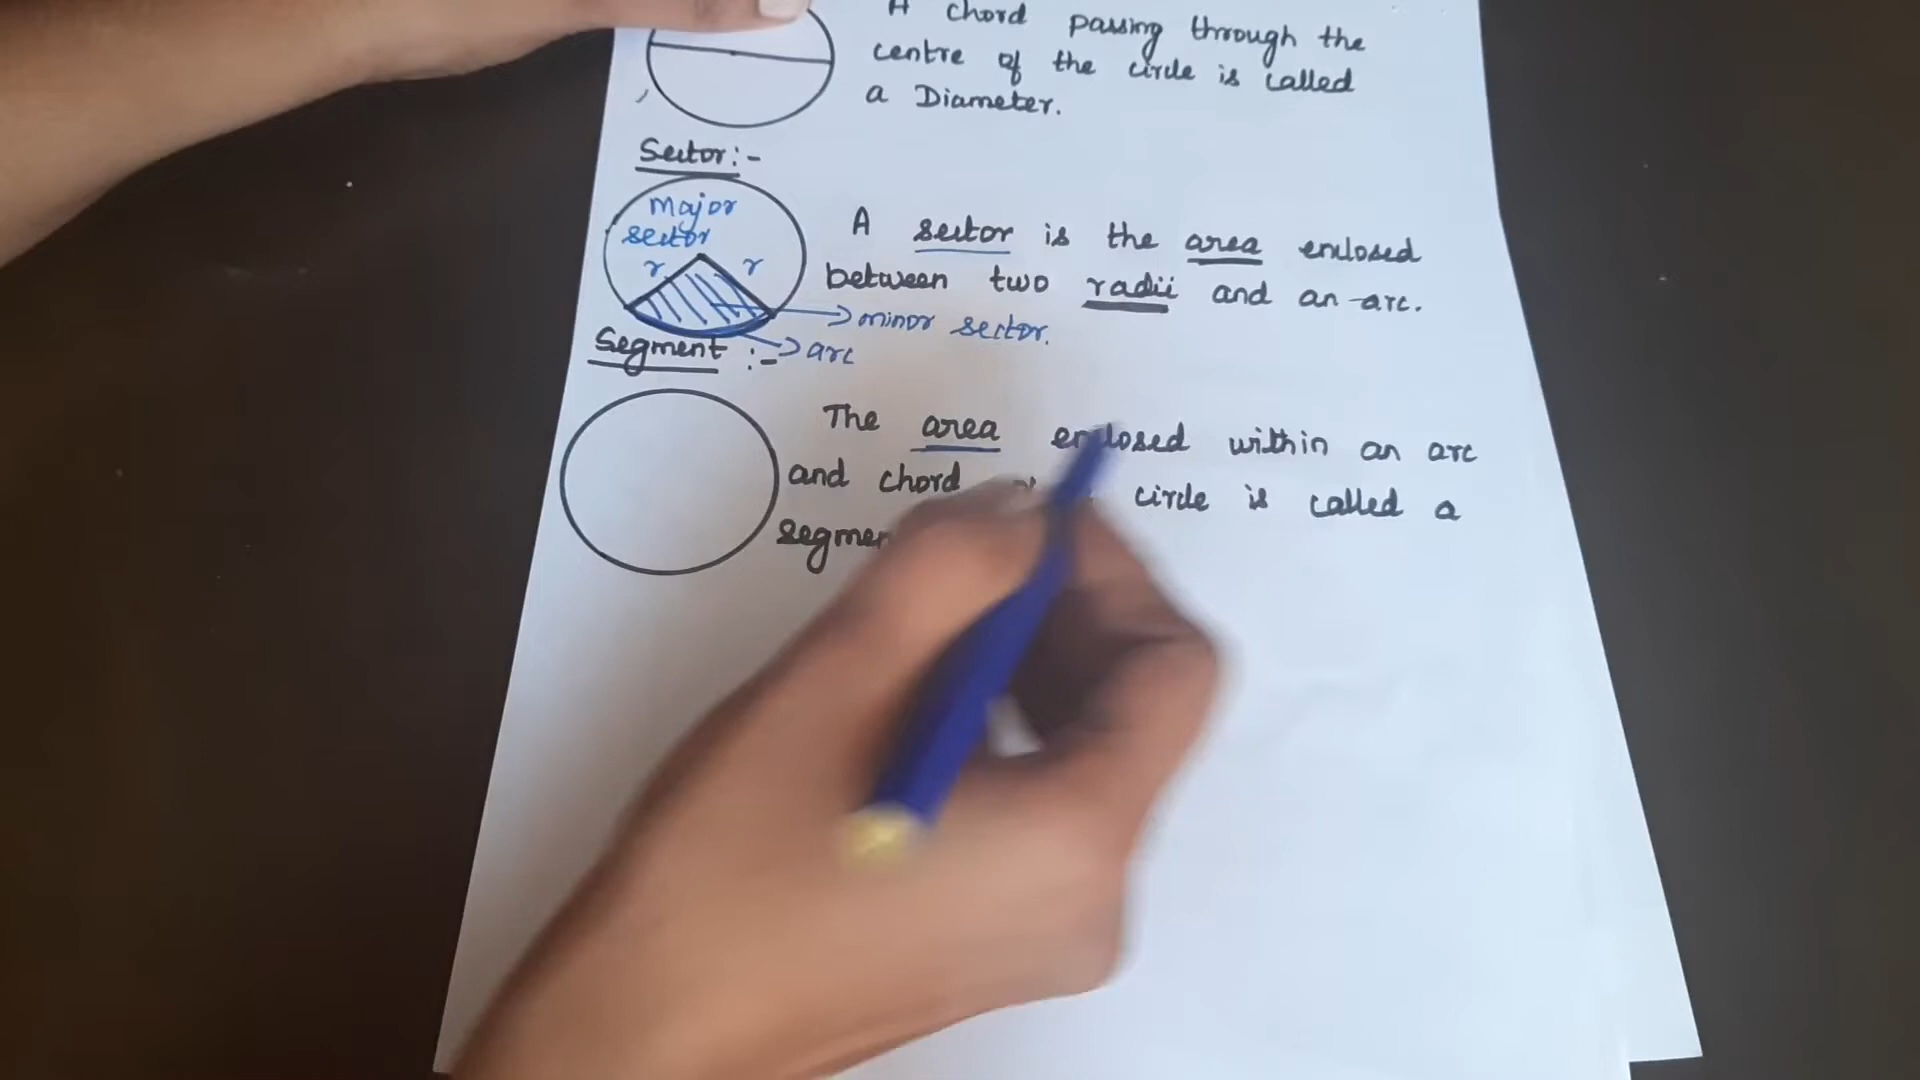 A chord passing through the
centre of the circle is called
a Diameter.
Sector:-
Major
sector
r r
A sector is the area enclosed
between two radii and an arc.
minor sector.
arc
Segment :-
The area enclosed within an arc
and chord circle is called a